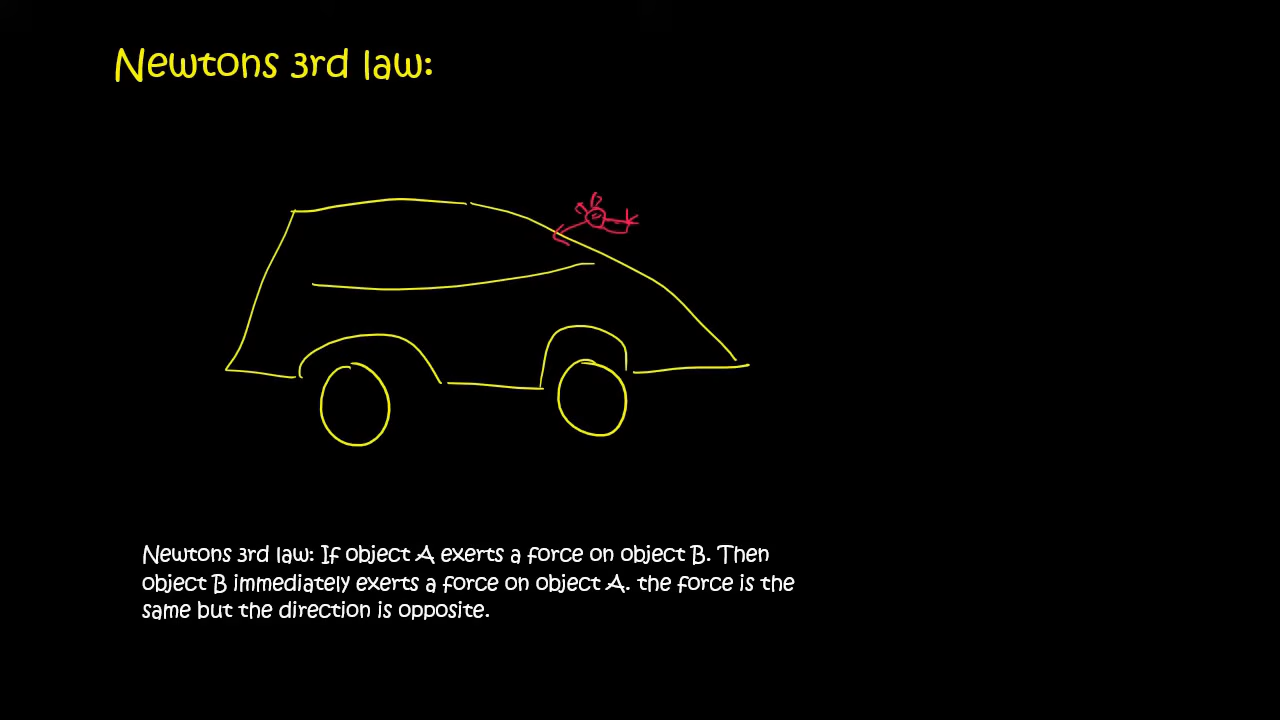 Newtons 3rd law:
Newtons 3rd law: If object A exerts a force on object B. Then
object B immediately exerts a force on object A. the force is the
same but the direction is opposite.